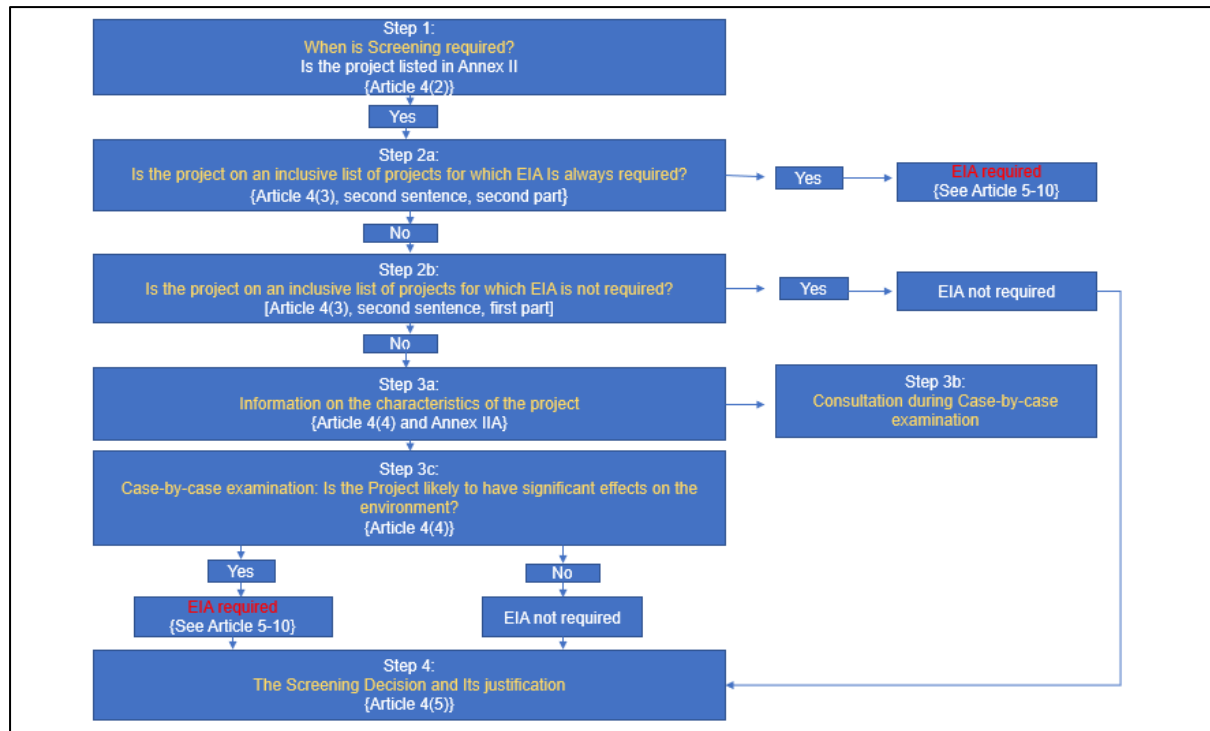 Step 1:
When is Screening required?
Is the project listed in Annex II
{Article 4(2)}
Yes
Step 2a:
Is the project on an inclusive list of projects for which EIA Is always required?
{Article 4(3), second sentence, second part}
Yes
EIA required
{See Article 5-10}
No
Step 2b:
Is the project on an inclusive list of projects for which EIA is not required?
[Article 4(3), second sentence, first part]
Yes
EIA not required
No
Step 3a:
Information on the characteristics of the project
{Article 4(4) and Annex IIA}
Step 3b:
Consultation during Case-by-case
examination
Step 3c:
Case-by-case examination: Is the Project likely to have significant effects on the
environment?
{Article 4(4)}
Yes
No
EIA required
{See Article 5-10}
EIA not required
Step 4:
The Screening Decision and Its justification
{Article 4(5)}